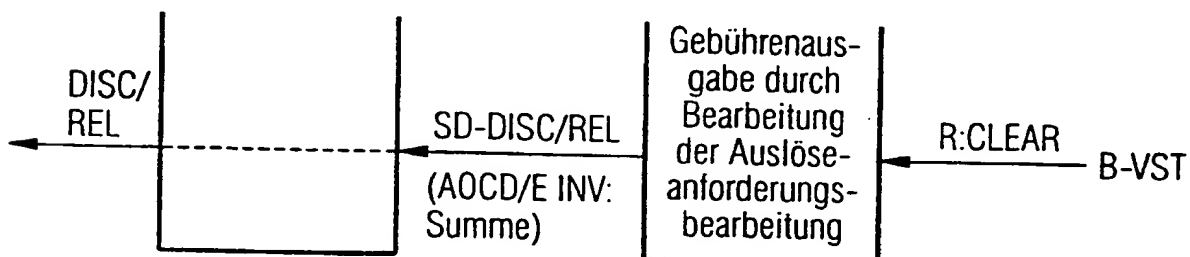 DISC/
REL
SD-DISC/REL
(AOCD/E INV:
Summe)
Gebührenaus-
gabe durch
Bearbeitung
der Auslöse-
anforderungs-
bearbeitung
R:CLEAR
B-VST